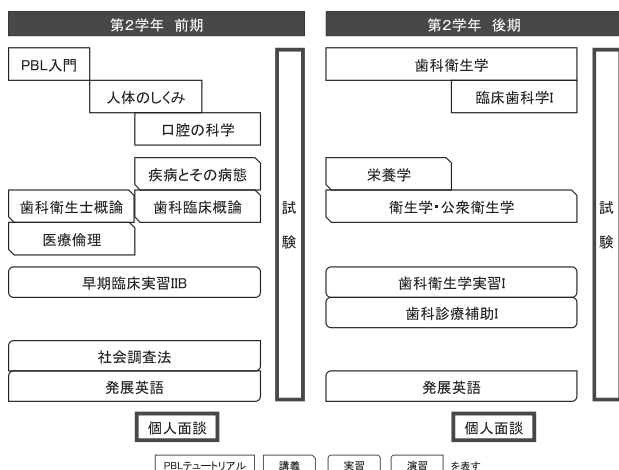 第2学年 前期
PBL入門
人体のしくみ
口腔の科学
疾病とその病態
歯科衛生士概論
歯科臨床概論
医療倫理
早期臨床実習IIB
社会調査法
発展英語
試験
個人面談
第2学年 後期
歯科衛生学
臨床歯科学I
栄養学
衛生学・公衆衛生学
歯科衛生学実習I
歯科診療補助I
発展英語
試験
個人面談
PBLテュートリアル 講義 実習 演習 を表す